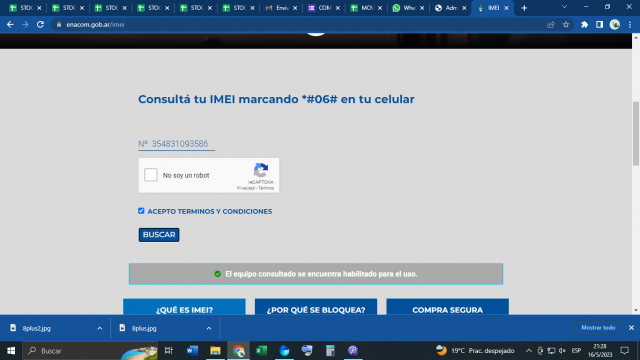 STOC
STOC
STOC
STOC
STOC
STOC
Envia
COM
MOV
What
Adm
IMEI
enacom.gob.ar/imei
Consultá tu IMEI marcando *#06# en tu celular
Nº 354831093586
No soy un robot
reCAPTCHA
Privacidad - Términos
ACEPTO TERMINOS Y CONDICIONES
BUSCAR
El equipo consultado se encuentra habilitado para el uso.
¿QUÉ ES IMEI?
¿POR QUÉ SE BLOQUEA?
COMPRA SEGURA
8plus2.jpg
8plus.jpg
Mostrar todo
Buscar
19°C Prac. despejado
ESP
21:28
16/5/2023